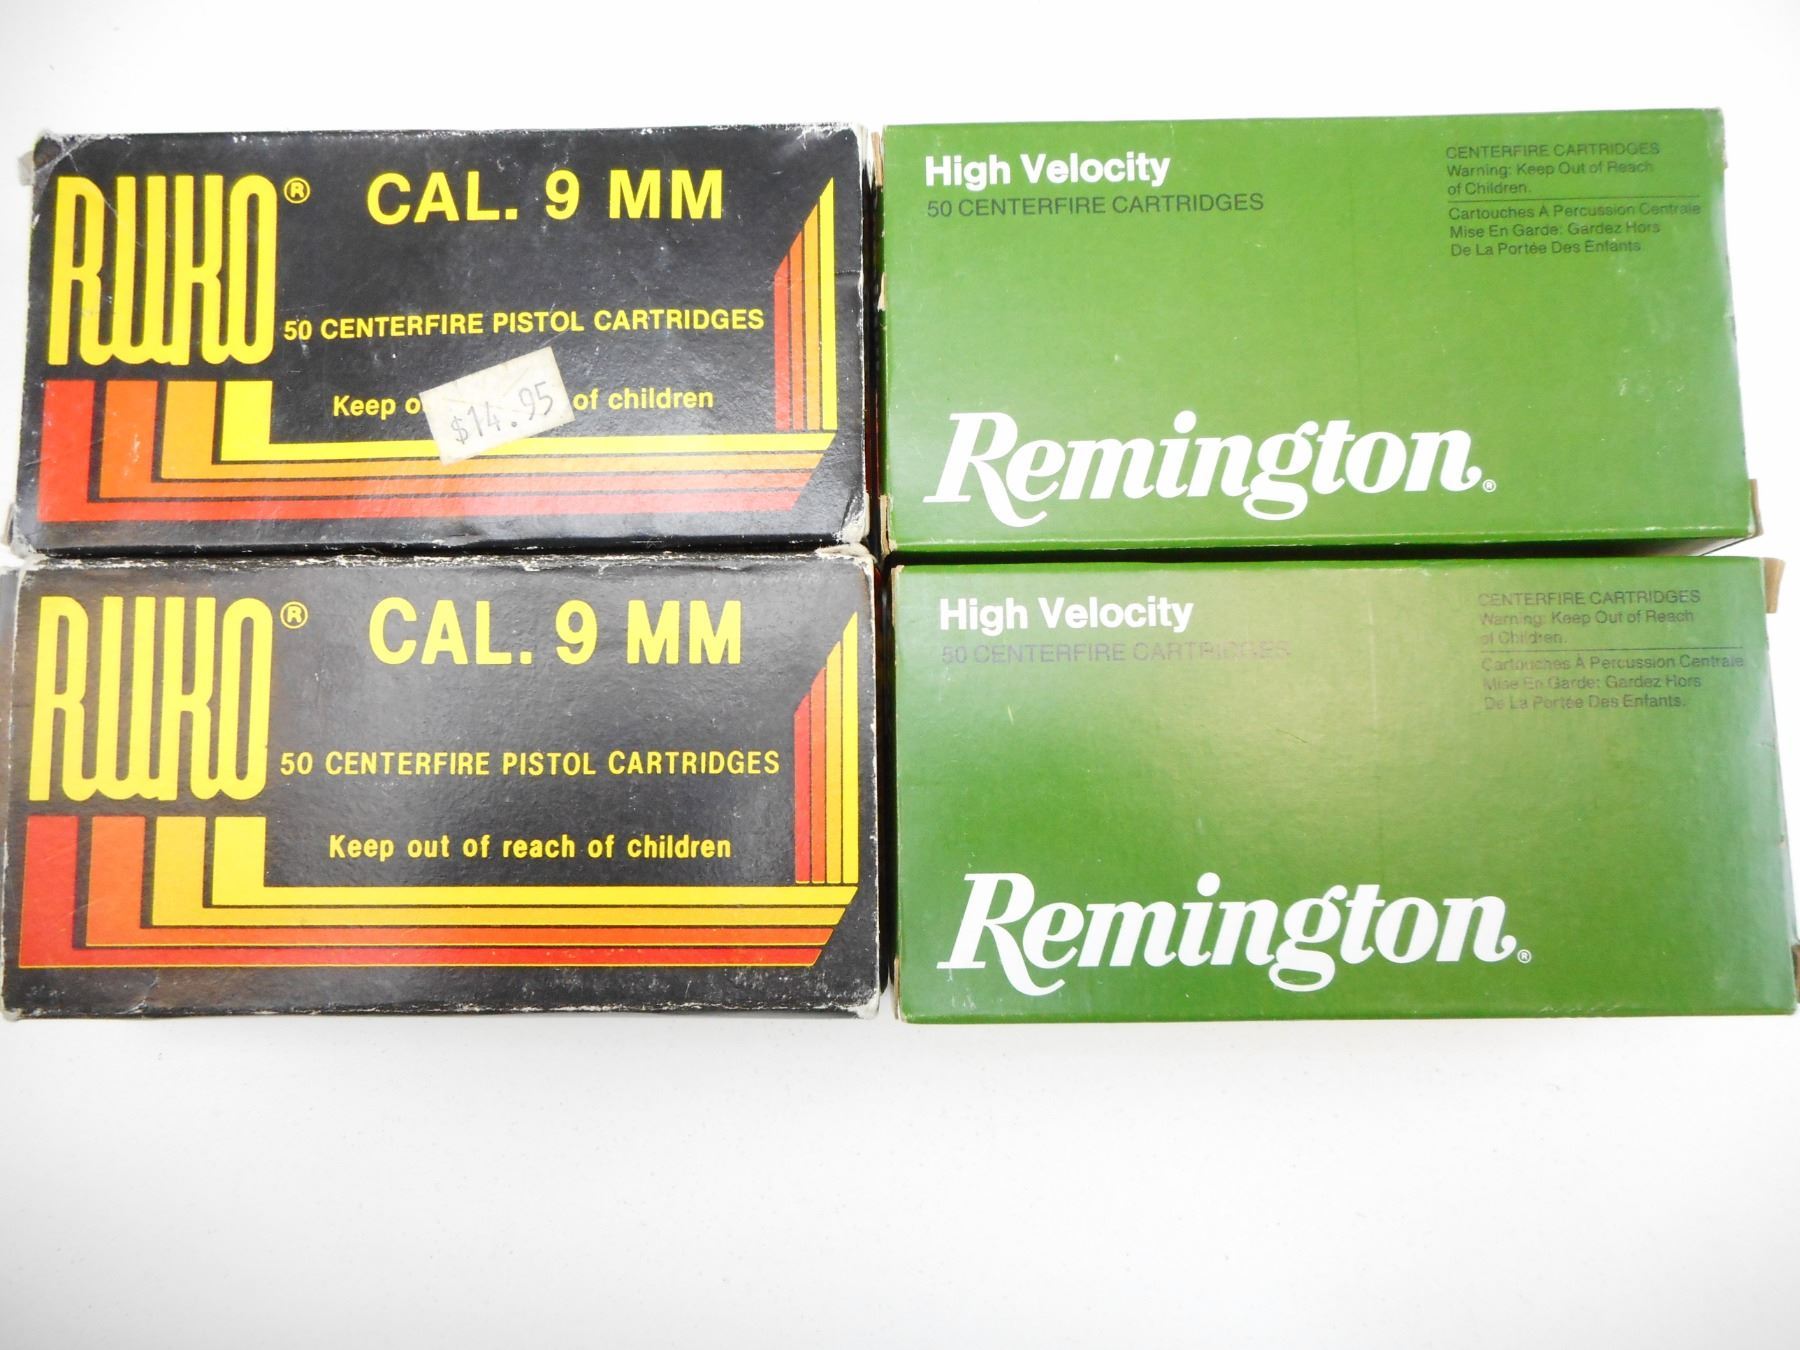 RUKO®
CAL. 9 MM
50 CENTERFIRE PISTOL CARTRIDGES
Keep of children
$14.95
High Velocity
50 CENTERFIRE CARTRIDGES
CENTERFIRE CARTRIDGES
Warning: Keep Out of Reach
of Children.
Cartouches À Percussion Centrale
Mise En Garde: Gardez Hors
De La Portée Des Enfants.
Remington®
RUKO®
CAL. 9 MM
50 CENTERFIRE PISTOL CARTRIDGES
Keep out of reach of children
High Velocity
50 CENTERFIRE CARTRIDGES
CENTERFIRE CARTRIDGES
Warning: Keep Out of Reach
of Children.
Cartouches À Percussion Centrale
Mise En Garde: Gardez Hors
De La Portée Des Enfants.
Remington®